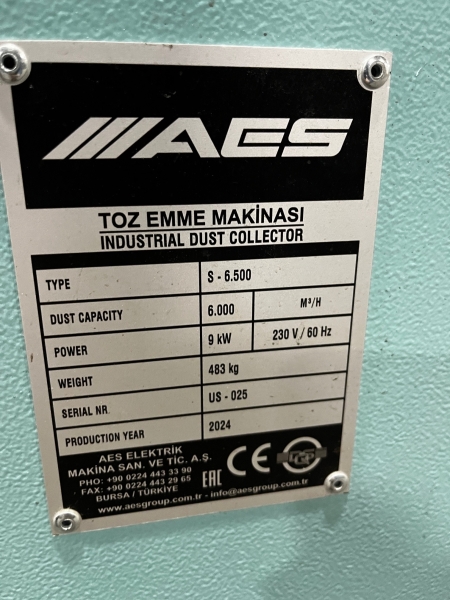 AES
TOZ EMME MAKİNASI
INDUSTRIAL DUST COLLECTOR
TYPE S - 6.500
DUST CAPACITY 6.000 M³/H
POWER 9 kW 230 V / 60 Hz
WEIGHT 483 kg
SERIAL NR. US - 025
PRODUCTION YEAR 2024
AES ELEKTRİK
MAKİNA SAN. VE TİC. A.Ş.
PHO: +90 0224 443 33 90
FAX: +90 0224 443 29 65
BURSA / TÜRKİYE
www.aesgroup.com.tr - info@aesgroup.com.tr
EAC CE